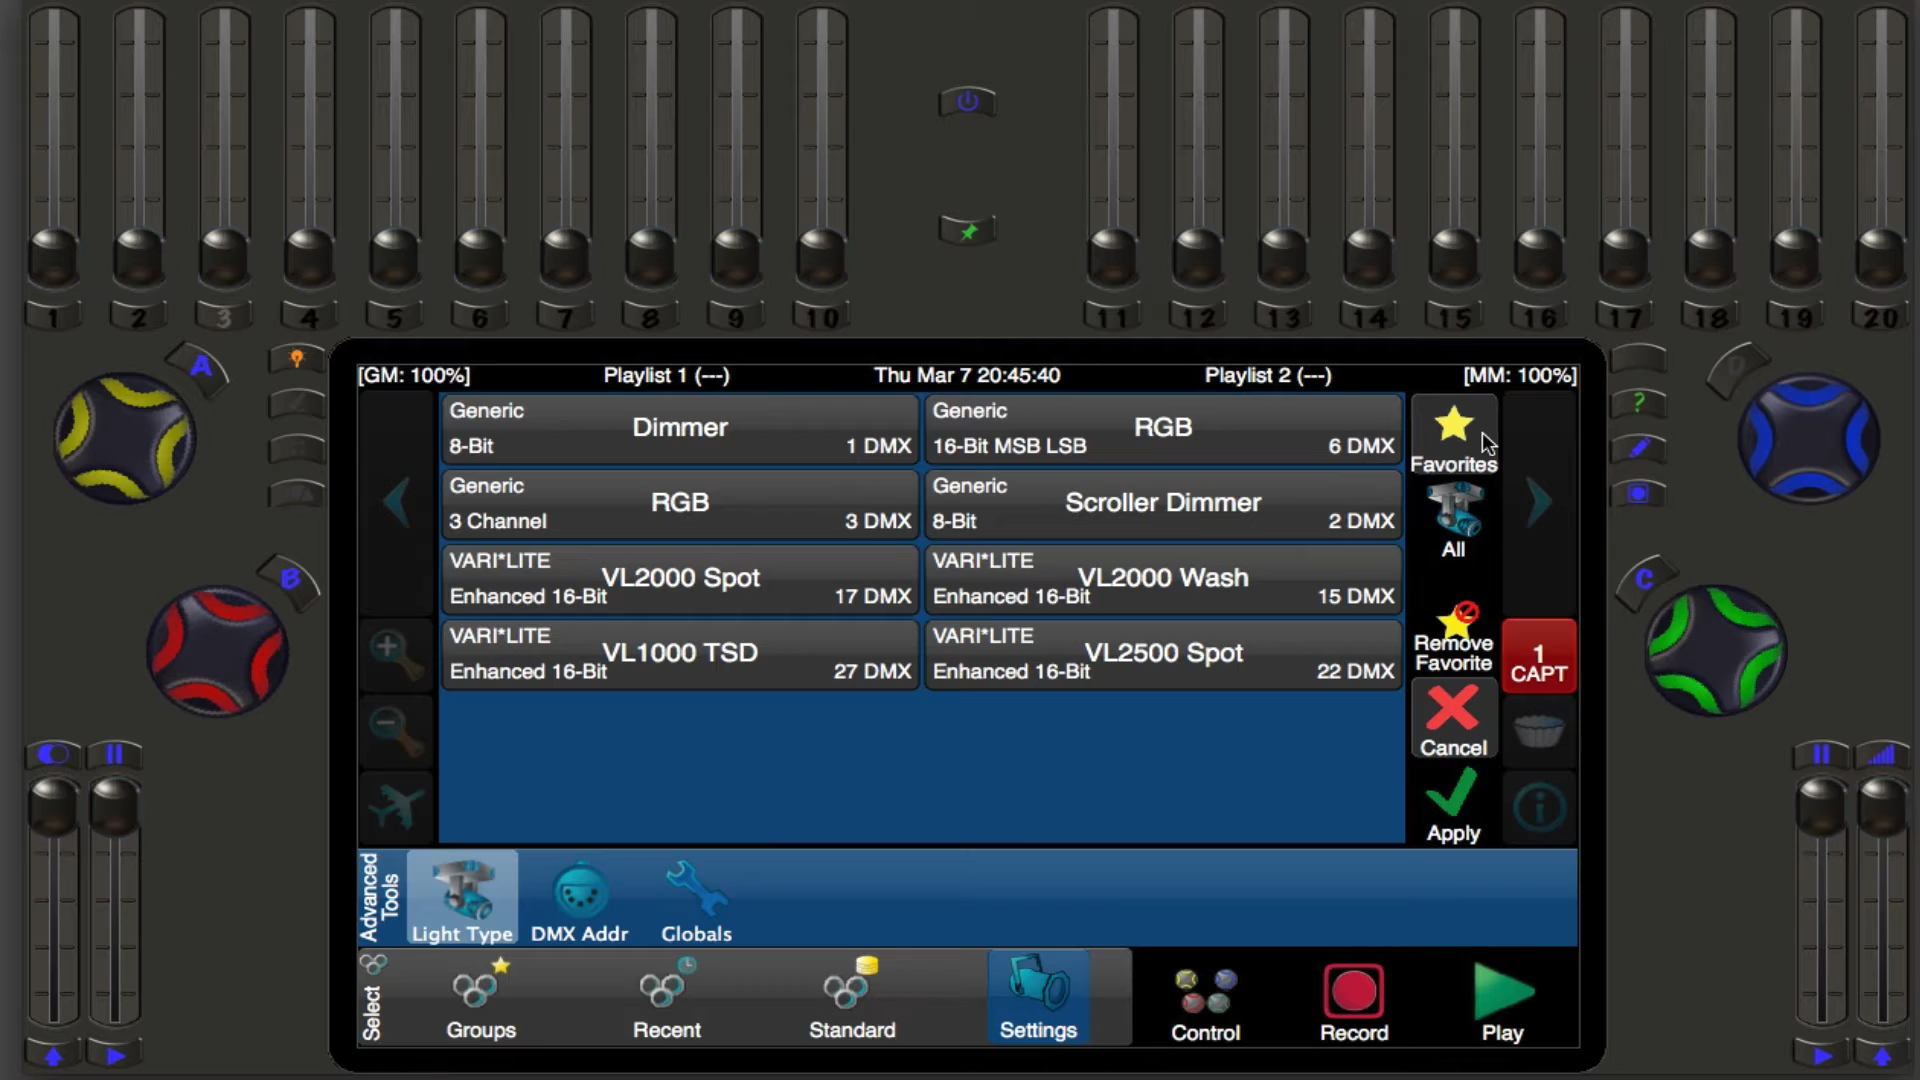 1 2 3 4 5 6 7 8 9 10 11 12 13 14 15 16 17 18 19 20
A
D
?
B
C
[GM: 100%] Playlist 1 (---) Thu Mar 7 20:45:40 Playlist 2 (---) [MM: 100%]
Generic
Dimmer
8-Bit 1 DMX
Generic
RGB
16-Bit MSB LSB 6 DMX
Generic
RGB
3 Channel 3 DMX
Generic
Scroller Dimmer
8-Bit 2 DMX
VARI*LITE
VL2000 Spot
Enhanced 16-Bit 17 DMX
VARI*LITE
VL2000 Wash
Enhanced 16-Bit 15 DMX
VARI*LITE
VL1000 TSD
Enhanced 16-Bit 27 DMX
VARI*LITE
VL2500 Spot
Enhanced 16-Bit 22 DMX
Favorites
All
Remove
Favorite
Cancel
Apply
1
CAPT
Advanced
Tools
Light Type
DMX Addr
Globals
Select
Groups
Recent
Standard
Settings
Control
Record
Play